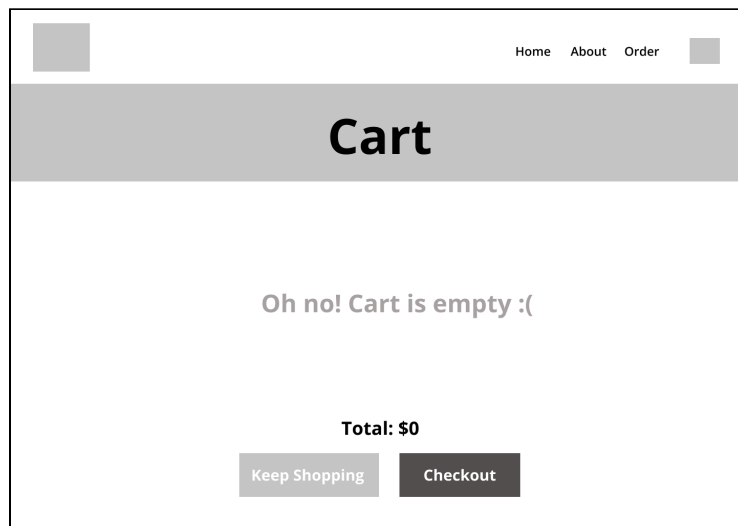 Home About Order
Cart
Oh no! Cart is empty :(
Total: $0
Keep Shopping Checkout